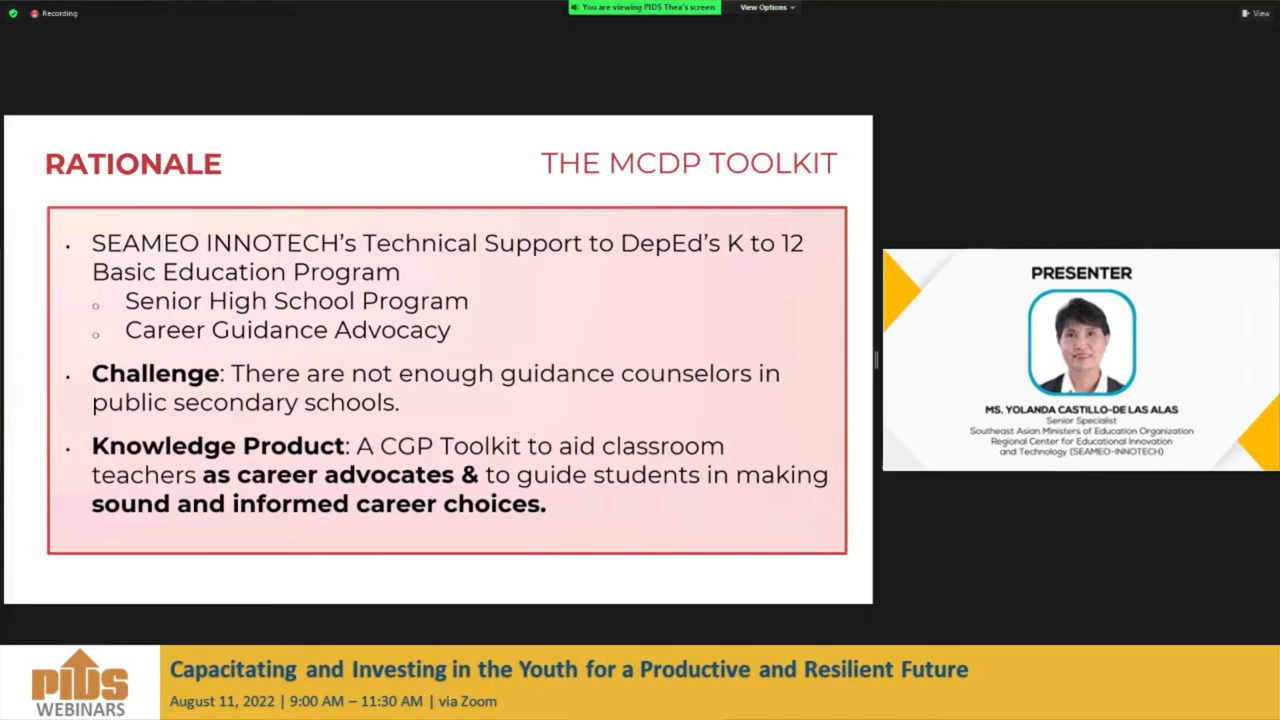 Recording
You are viewing PIDS Thea's screen
View Options
View
RATIONALE
THE MCDP TOOLKIT
• SEAMEO INNOTECH's Technical Support to DepEd's K to 12
Basic Education Program
o Senior High School Program
o Career Guidance Advocacy
• Challenge: There are not enough guidance counselors in
public secondary schools.
• Knowledge Product: A CGP Toolkit to aid classroom
teachers as career advocates & to guide students in making
sound and informed career choices.
PRESENTER
MS. YOLANDA CASTILLO-DE LAS ALAS
Senior Specialist
Southeast Asian Ministers of Education Organization
Regional Center for Educational Innovation
and Technology (SEAMEO-INNOTECH)
PIDS
WEBINARS
Capacitating and Investing in the Youth for a Productive and Resilient Future
August 11, 2022 | 9:00 AM – 11:30 AM | via Zoom